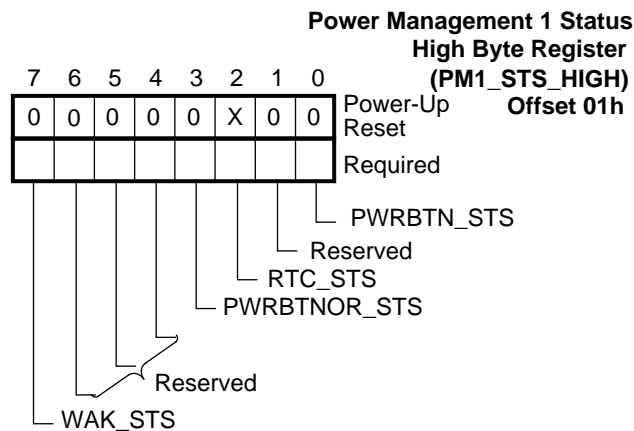 Power Management 1 Status
High Byte Register
(PM1_STS_HIGH)
Offset 01h
7 6 5 4 3 2 1 0
0 0 0 0 0 X 0 0
Power-Up
Reset
Required
PWRBTN_STS
Reserved
RTC_STS
PWRBTNOR_STS
Reserved
WAK_STS